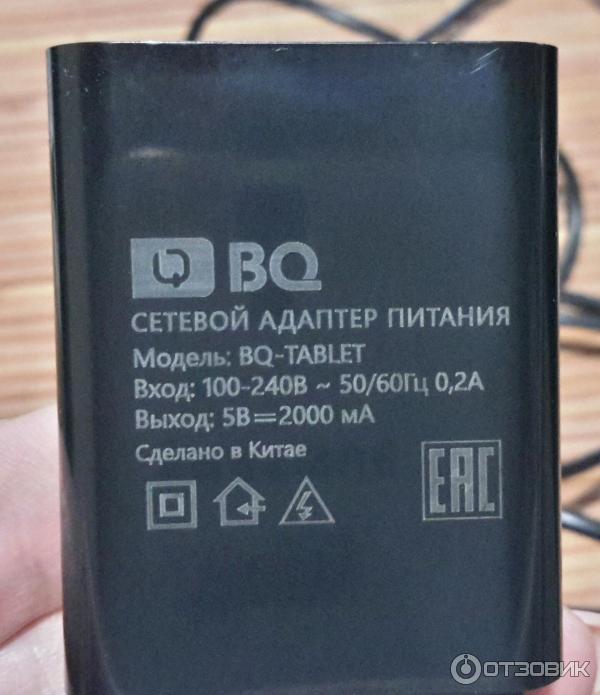 BQ
СЕТЕВОЙ АДАПТЕР ПИТАНИЯ
Модель: BQ-TABLET
Вход: 100-240В ~ 50/60Гц 0,2А
Выход: 5В⎓2000 мА
Сделано в Китае
EAC
ОТЗОВИК